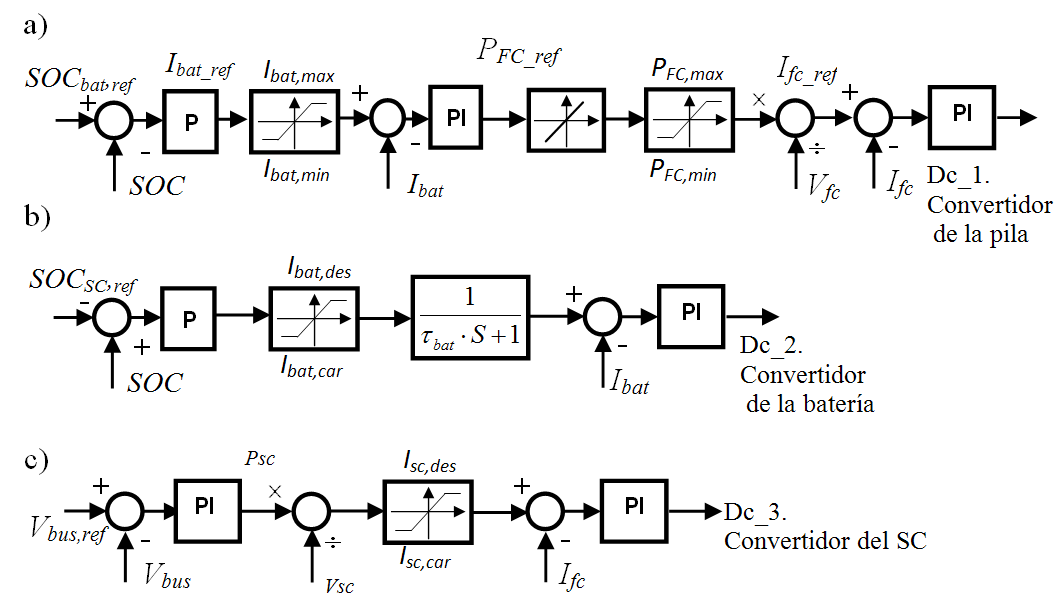 a)
SOC_bat,ref
+
-
SOC
I_bat_ref
P
I_bat,max
I_bat,min
+
-
I_bat
PI
P_FC_ref
P_FC,max
P_FC,min
×
÷
V_fc
I_fc_ref
+
-
I_fc
PI
Dc_1.
Convertidor
de la pila
b)
SOC_SC,ref
-
+
SOC
P
I_bat,des
I_bat,car
1
τ_bat · S + 1
+
-
I_bat
PI
Dc_2.
Convertidor
de la batería
c)
V_bus,ref
+
-
V_bus
PI
Psc
×
÷
Vsc
I_sc,des
I_sc,car
+
-
I_fc
PI
Dc_3.
Convertidor del SC